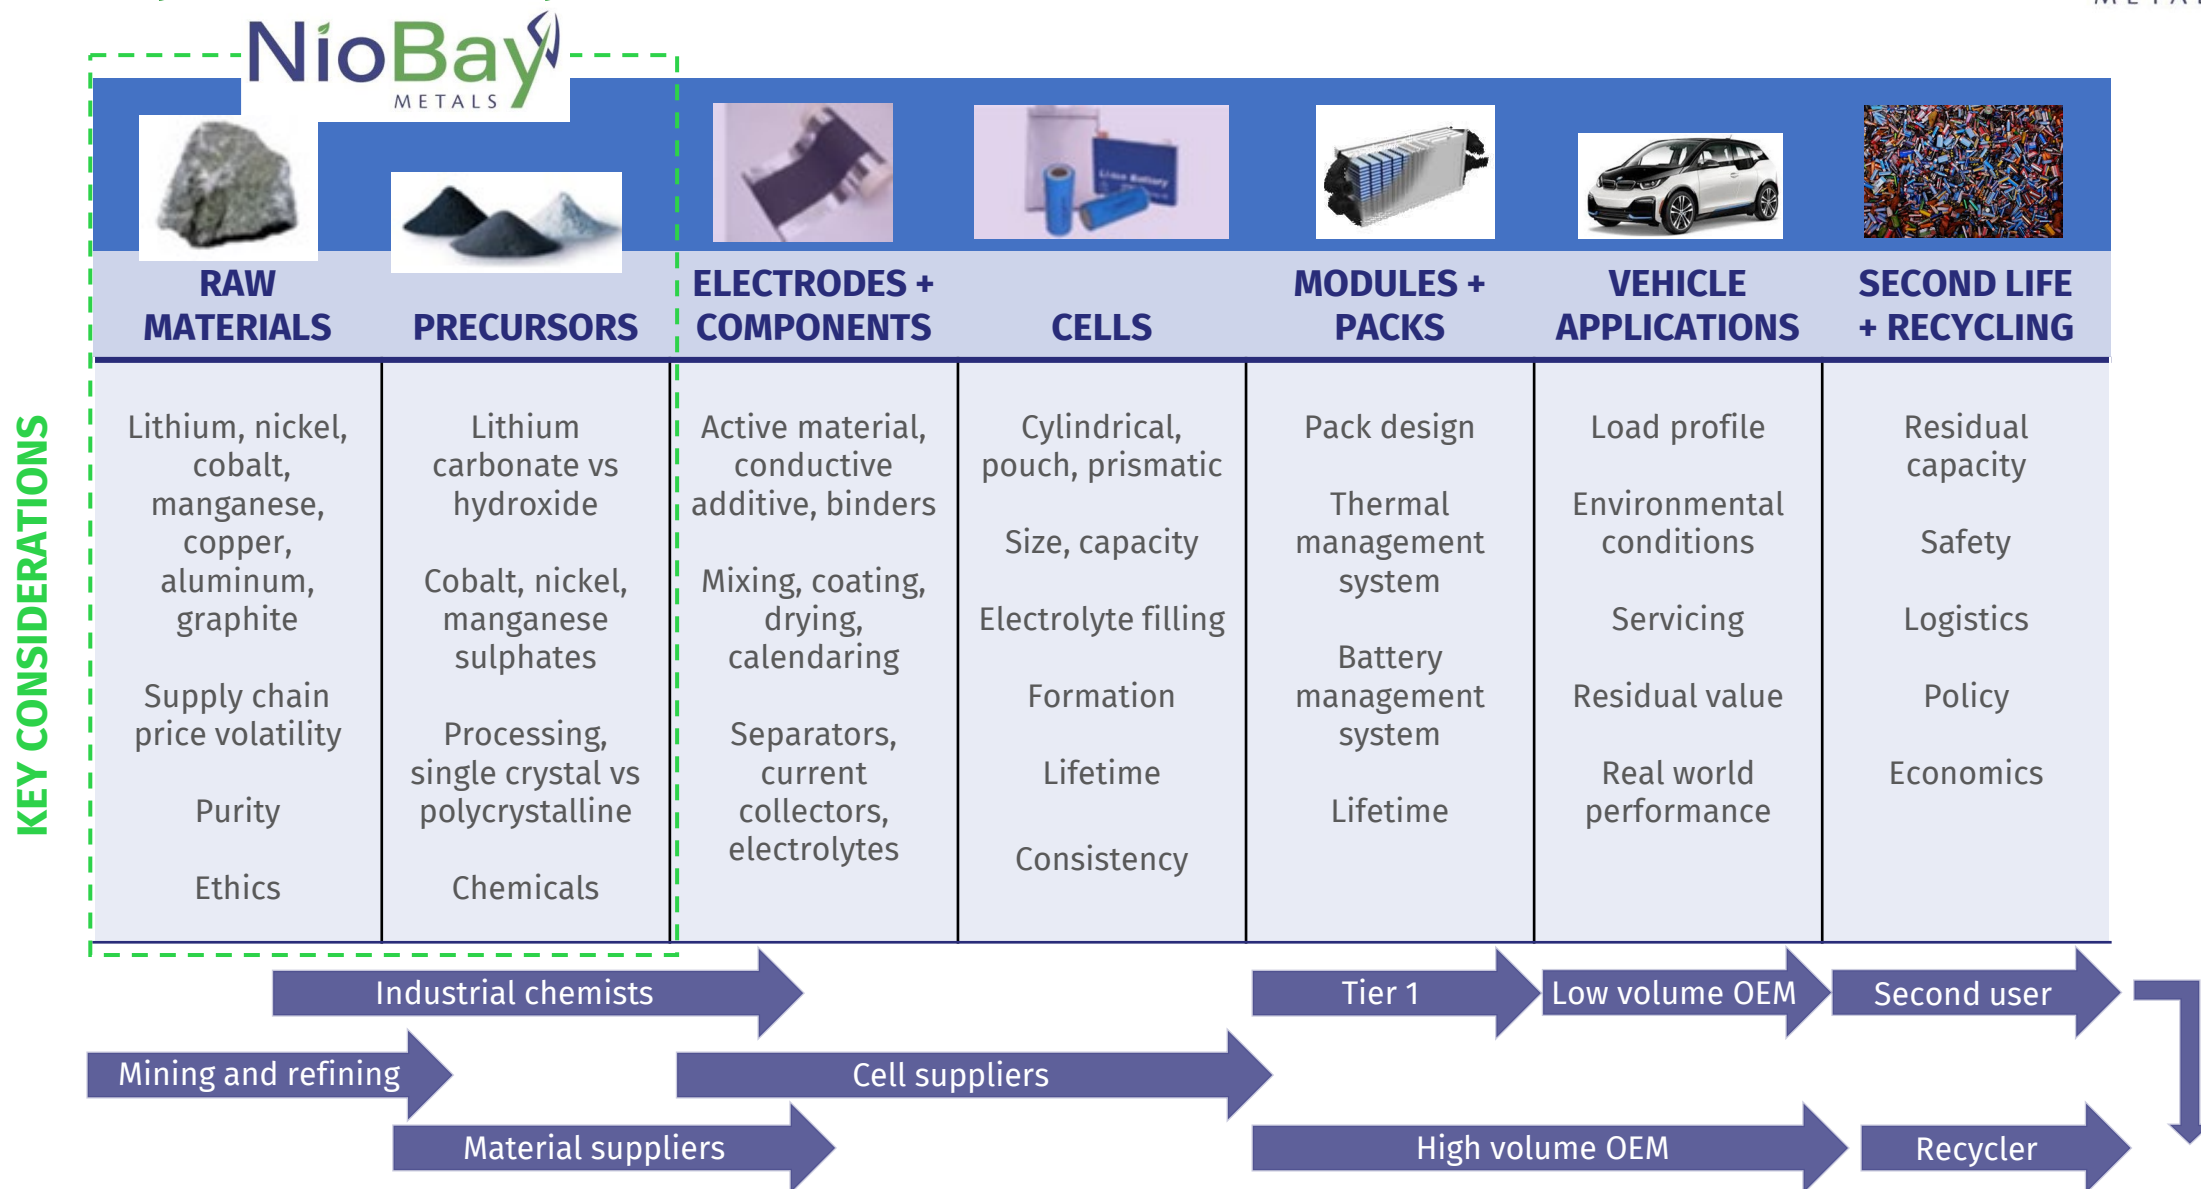 NioBay
METALS
RAW
MATERIALS
PRECURSORS
ELECTRODES +
COMPONENTS
CELLS
MODULES +
PACKS
VEHICLE
APPLICATIONS
SECOND LIFE
+ RECYCLING
KEY CONSIDERATIONS
Lithium, nickel,
cobalt,
manganese,
copper,
aluminum,
graphite
Supply chain
price volatility
Purity
Ethics
Lithium
carbonate vs
hydroxide
Cobalt, nickel,
manganese
sulphates
Processing,
single crystal vs
polycrystalline
Chemicals
Active material,
conductive
additive, binders
Mixing, coating,
drying,
calendaring
Separators,
current
collectors,
electrolytes
Cylindrical,
pouch, prismatic
Size, capacity
Electrolyte filling
Formation
Lifetime
Consistency
Pack design
Thermal
management
system
Battery
management
system
Lifetime
Load profile
Environmental
conditions
Servicing
Residual value
Real world
performance
Residual
capacity
Safety
Logistics
Policy
Economics
Industrial chemists
Tier 1
Low volume OEM
Second user
Mining and refining
Cell suppliers
Material suppliers
High volume OEM
Recycler